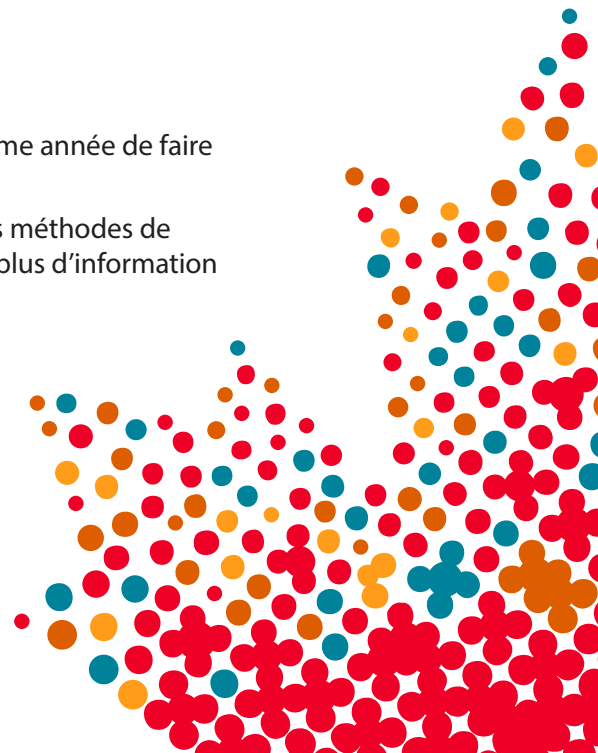 me année de faire
s méthodes de
plus d'information